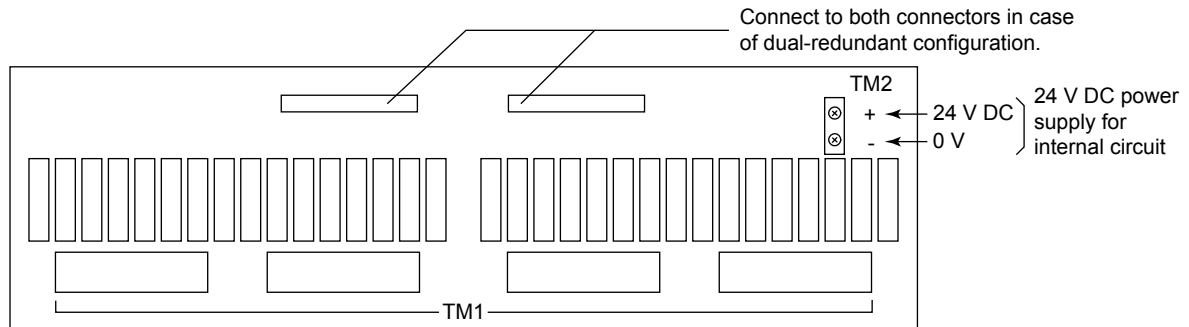 Connect to both connectors in case
of dual-redundant configuration.
TM2
+
24 V DC
-
0 V
24 V DC power
supply for
internal circuit
TM1